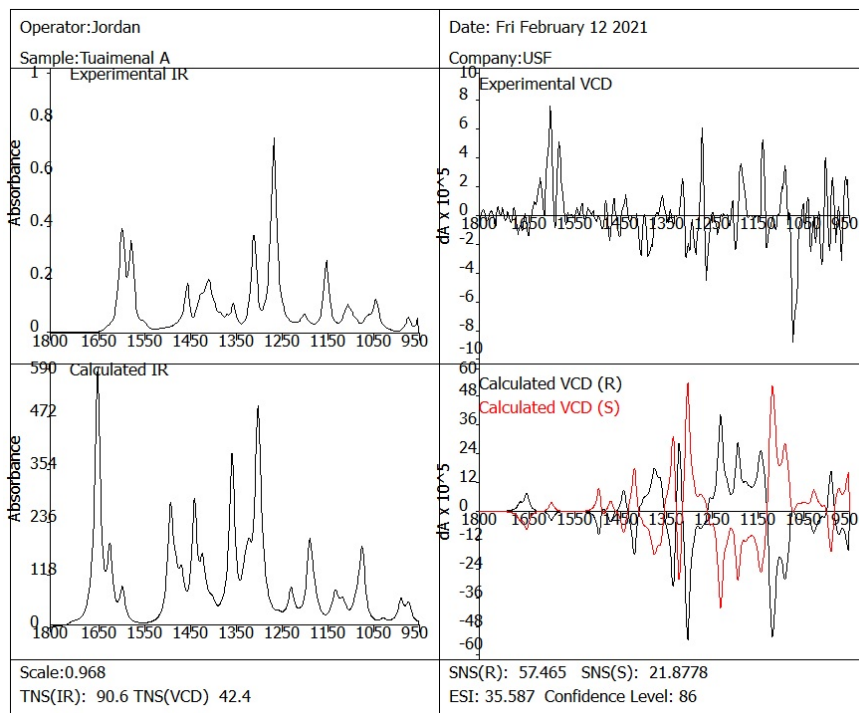 Operator:Jordan
Sample:Tuaimenal A
Date: Fri February 12 2021
Company:USF
Experimental IR
1
0.8
0.6
0.4
0.2
0
Absorbance
1800 1650 1450 1350 1250 1150 1050 950
Experimental VCD
10
8
6
4
2
0
-2
-4
-6
-8
-10
dA x 10^5
1800 1650 1550 1450 1350 1250 1150 1050 950
Calculated IR
590
472
354
236
118
0
Absorbance
1800 1650 1550 1450 1350 1250 1150 1050 950
Calculated VCD (R)
Calculated VCD (S)
60
48
36
24
12
0
-12
-24
-36
-48
-60
dA x 10^5
1800 1650 1550 1450 1350 1250 1150 1050 950
Scale:0.968
TNS(IR): 90.6 TNS(VCD) 42.4
SNS(R): 57.465 SNS(S): 21.8778
ESI: 35.587 Confidence Level: 86